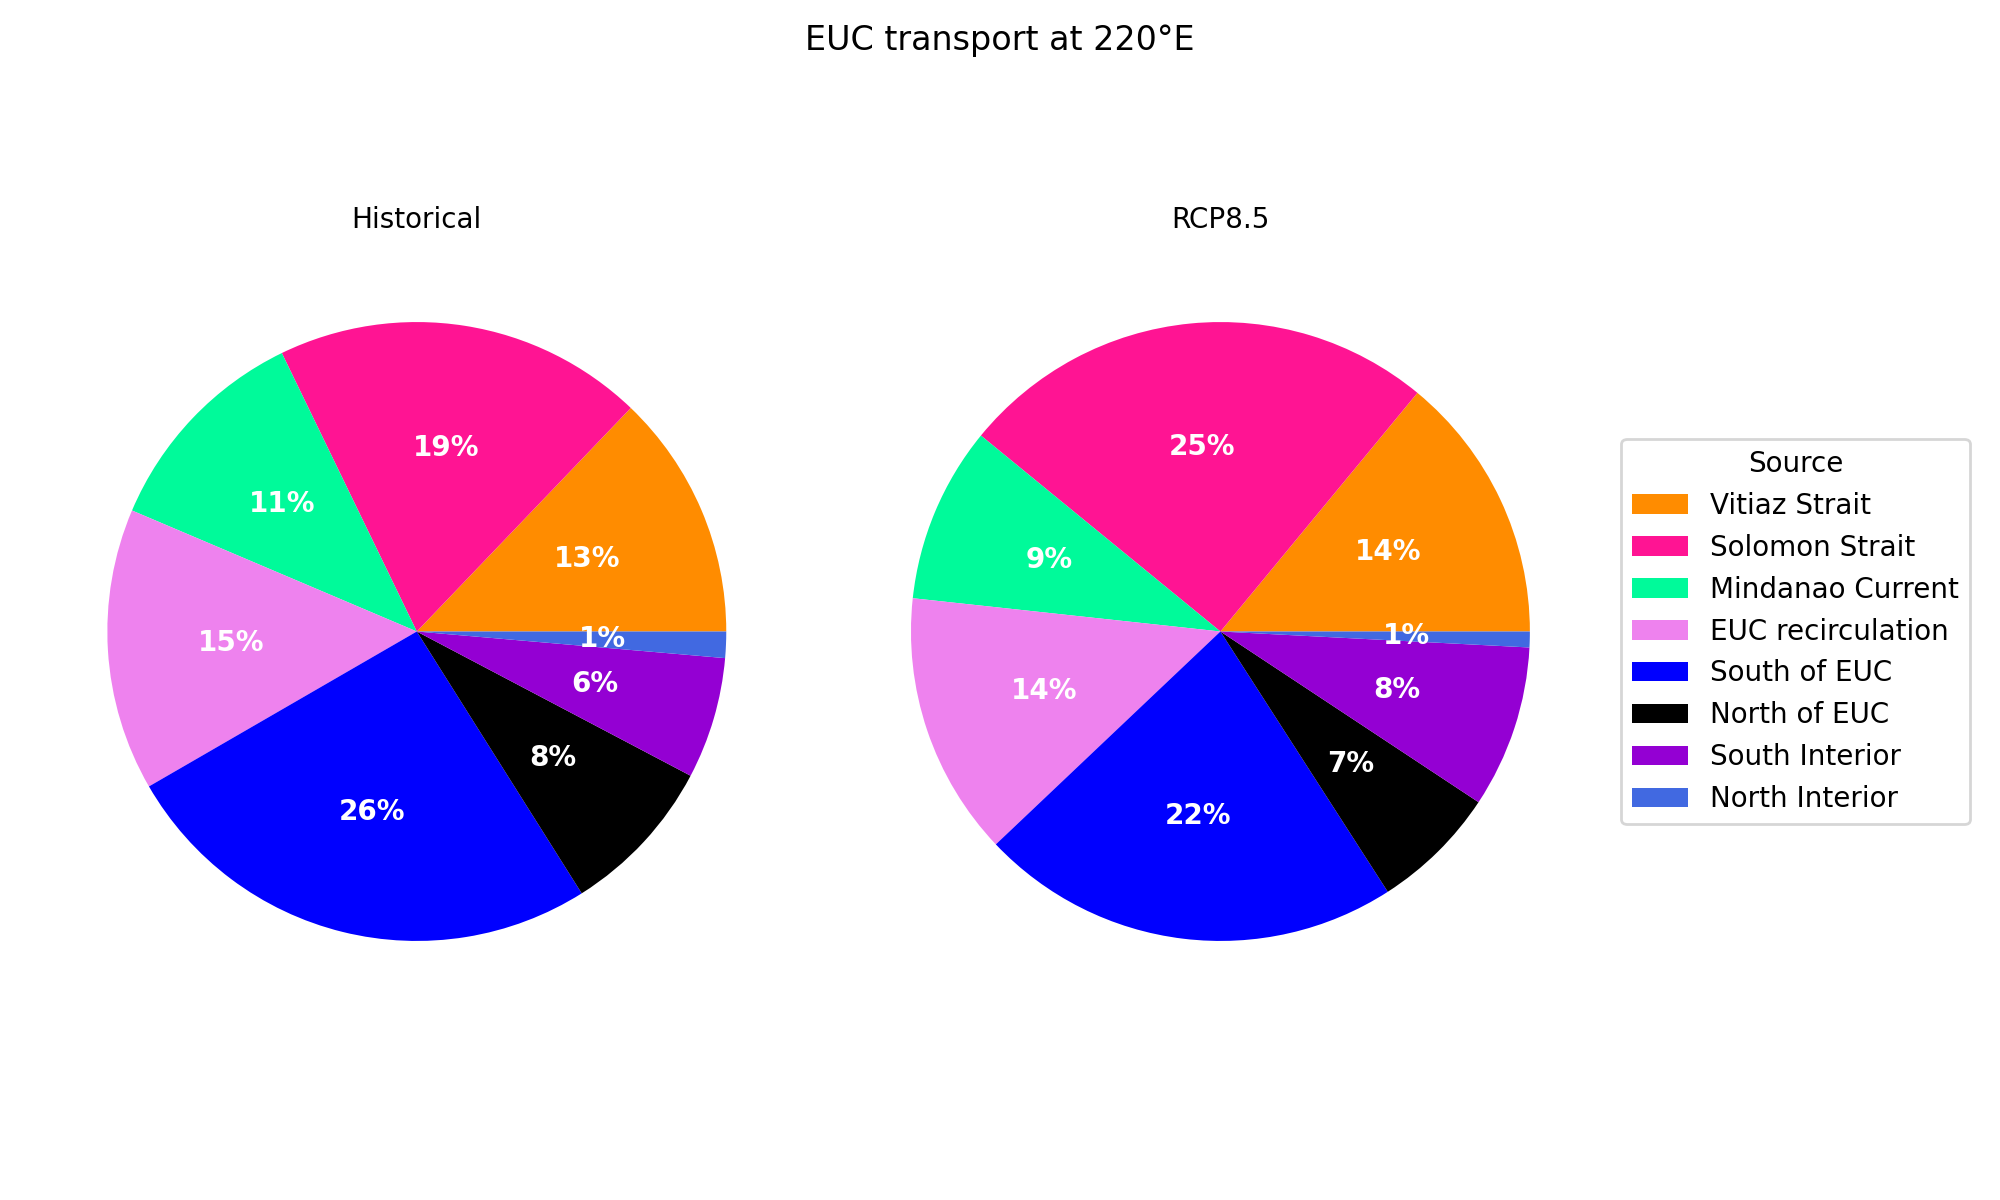 EUC transport at 220°E
Historical
19%
11%
13%
15%
1%
6%
8%
26%
RCP8.5
25%
14%
9%
1%
14%
8%
7%
22%
Source
Vitiaz Strait
Solomon Strait
Mindanao Current
EUC recirculation
South of EUC
North of EUC
South Interior
North Interior